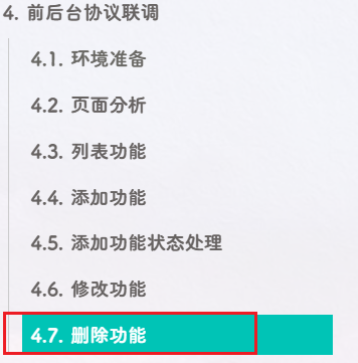 4. 前后台协议联调
4.1. 环境准备
4.2. 页面分析
4.3. 列表功能
4.4. 添加功能
4.5. 添加功能状态处理
4.6. 修改功能
4.7. 删除功能